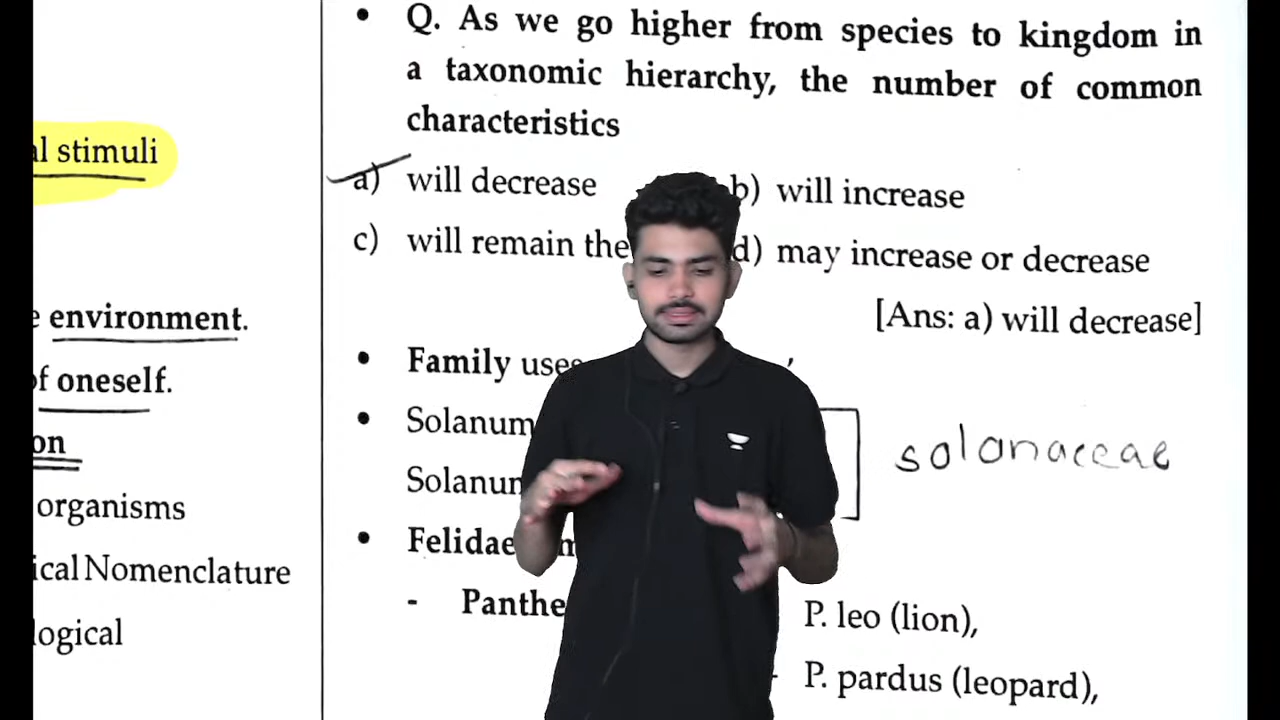 al stimuli
e environment.
of oneself.
on
organisms
ical Nomenclature
logical
• Q. As we go higher from species to kingdom in
a taxonomic hierarchy, the number of common
characteristics
a) will decrease b) will increase
c) will remain the d) may increase or decrease
[Ans: a) will decrease]
• Family uses
• Solanum
Solanum
solanaceae
• Felidae
- Panthe P. leo (lion),
- P. pardus (leopard),